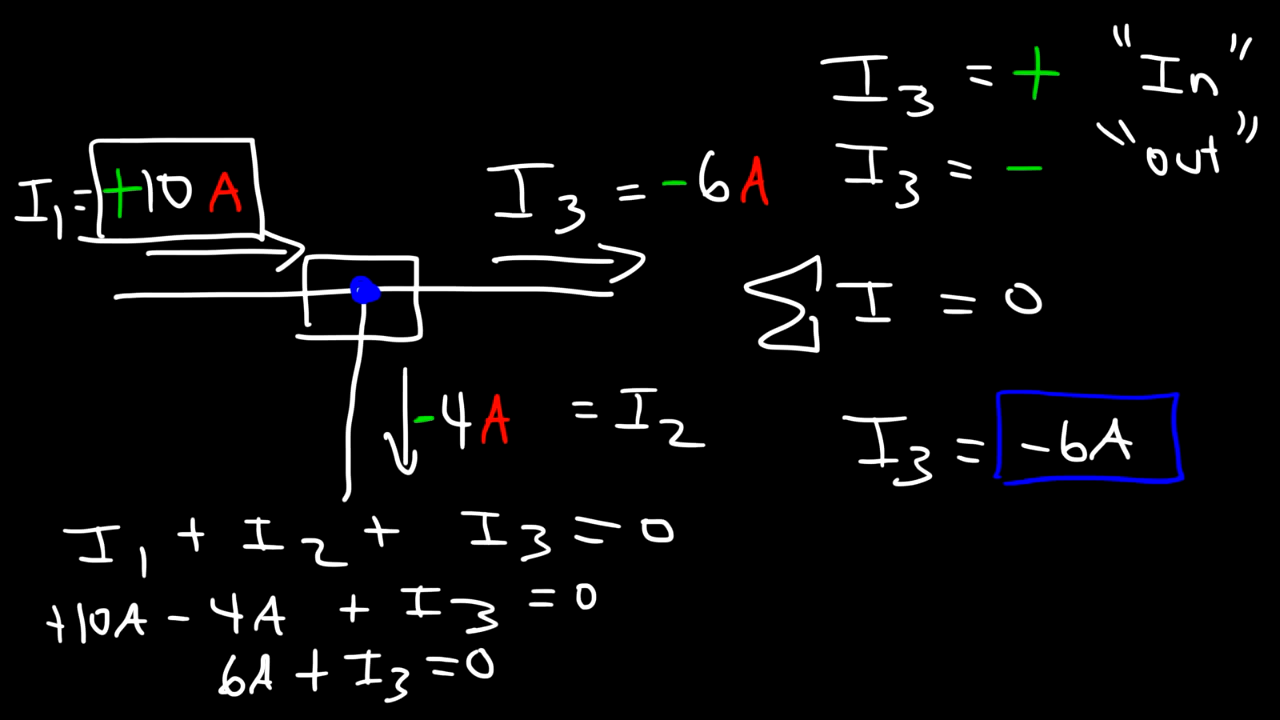 I₃ = + "In"
I₃ = - "out"
I₁ = +10 A
I₃ = -6A
∑ I = 0
-4A = I₂
I₃ = -6A
I₁ + I₂ + I₃ = 0
+10A - 4A + I₃ = 0
6A + I₃ = 0